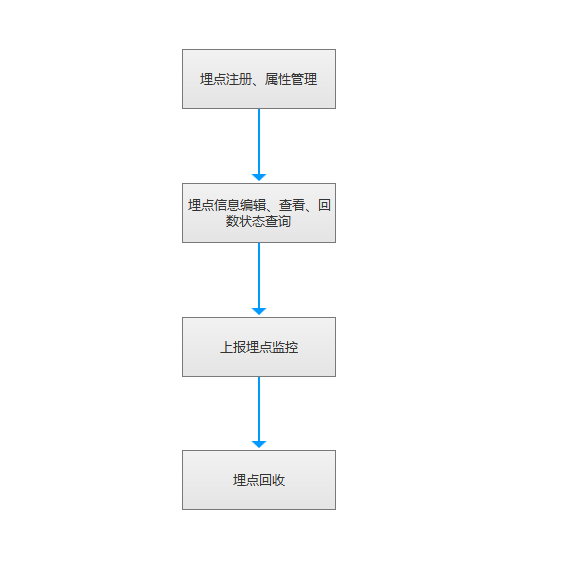 埋点注册、属性管理
埋点信息编辑、查看、回
数状态查询
上报埋点监控
埋点回收